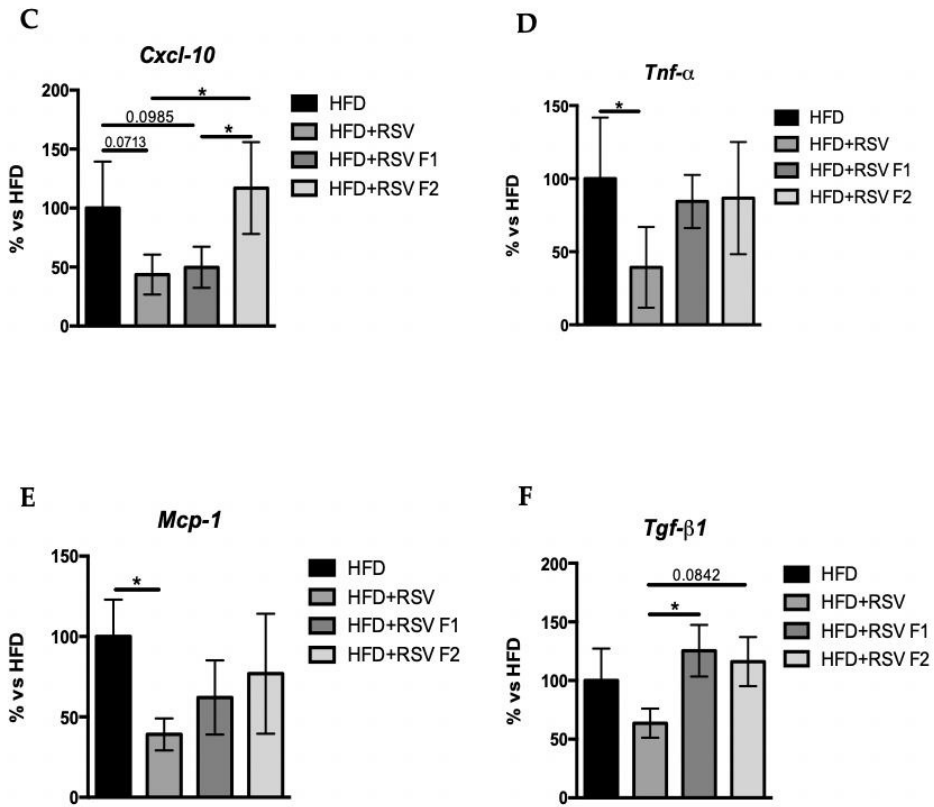 C
Cxcl-10
200
150
100
50
0
% vs HFD
*
0.0985
0.0713
*
HFD
HFD+RSV
HFD+RSV F1
HFD+RSV F2
D
Tnf-α
150
100
50
0
% vs HFD
*
HFD
HFD+RSV
HFD+RSV F1
HFD+RSV F2
E
Mcp-1
150
100
50
0
% vs HFD
*
HFD
HFD+RSV
HFD+RSV F1
HFD+RSV F2
F
Tgf-β1
200
150
100
50
0
% vs HFD
0.0842
*
HFD
HFD+RSV
HFD+RSV F1
HFD+RSV F2